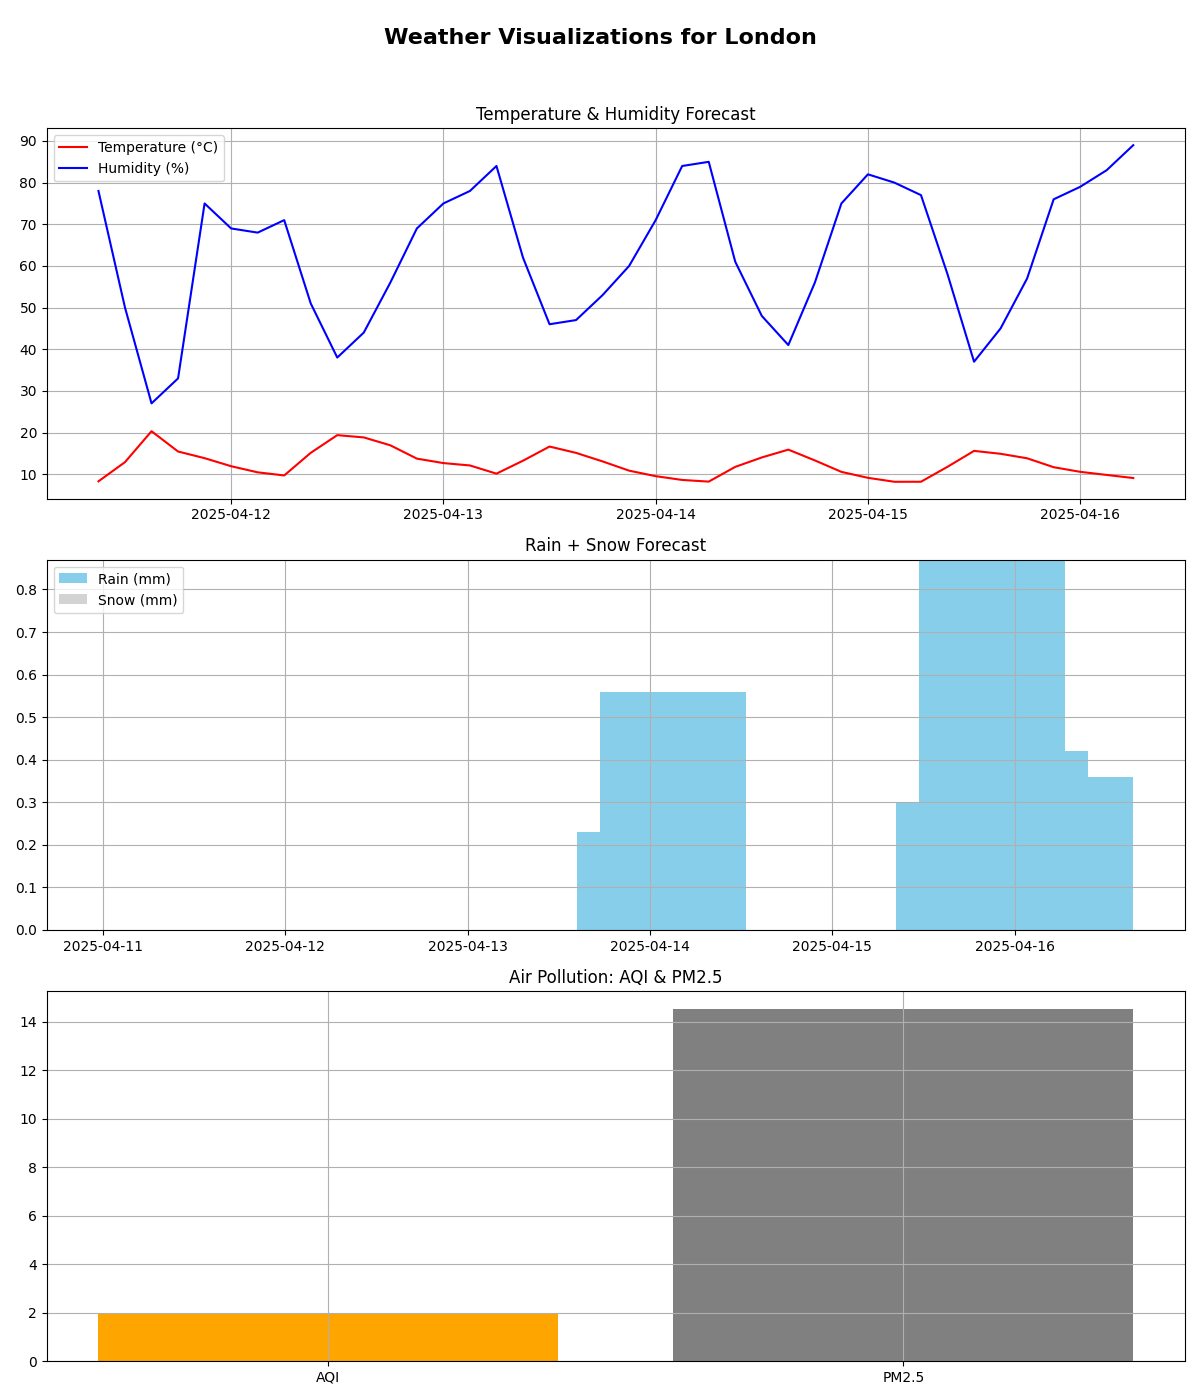 Weather Visualizations for London
Temperature & Humidity Forecast
Temperature (°C)
Humidity (%)
90
80
70
60
50
40
30
20
10
2025-04-12 2025-04-13 2025-04-14 2025-04-15 2025-04-16
Rain + Snow Forecast
Rain (mm)
Snow (mm)
0.8
0.7
0.6
0.5
0.4
0.3
0.2
0.1
0.0
2025-04-11 2025-04-12 2025-04-13 2025-04-14 2025-04-15 2025-04-16
Air Pollution: AQI & PM2.5
14
12
10
8
6
4
2
0
AQI PM2.5